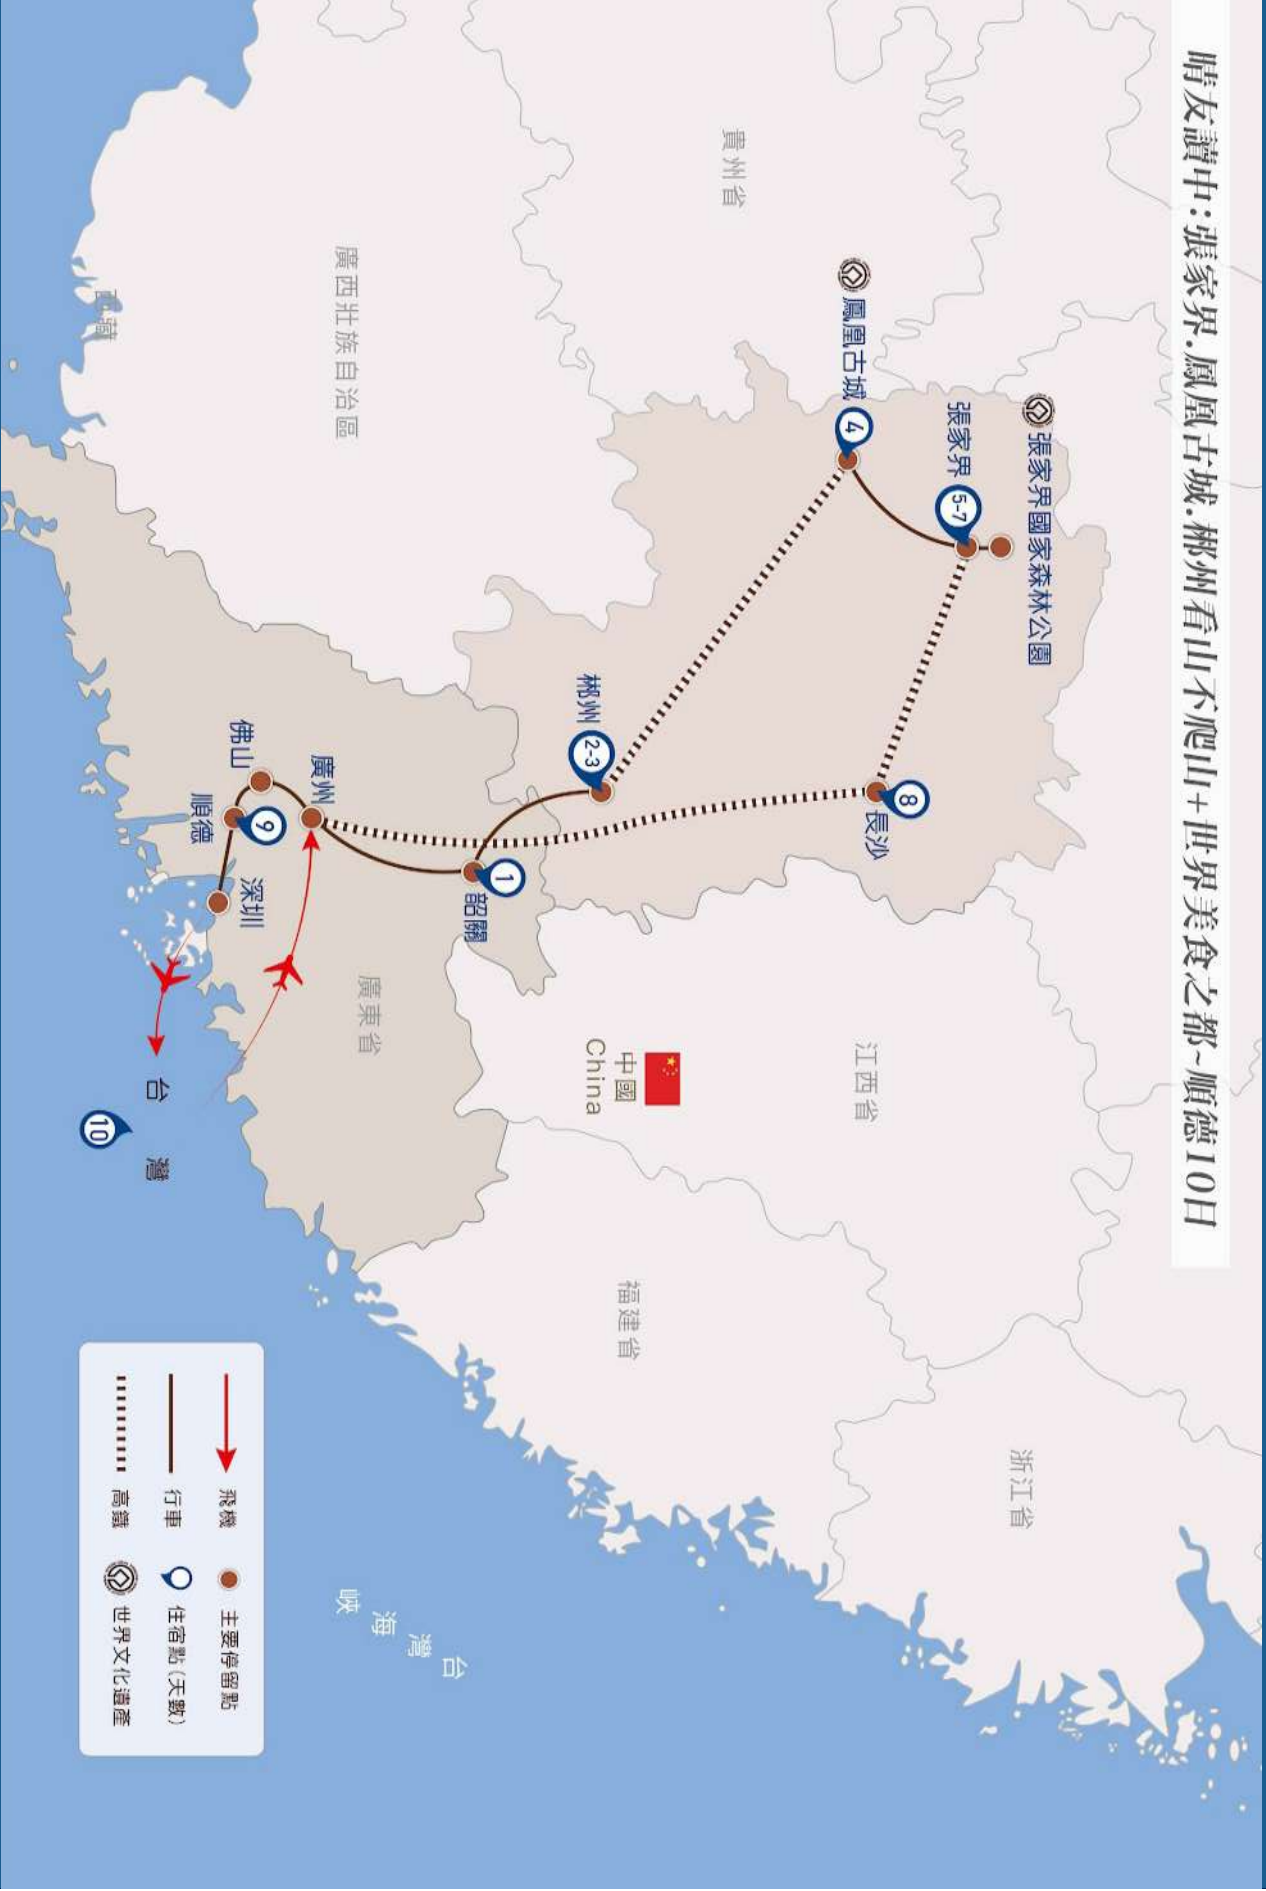 晴友讀中:張家界.鳳凰古城.郴州看山不爬山+世界美食之都~順德10日
張家界國家森林公園
張家界
5-7
鳳凰古城
4
長沙
8
郴州
2-3
韶關
1
廣州
佛山
順德
9
深圳
台 灣
10
貴州省
廣西壯族自治區
西藏
廣東省
江西省
福建省
浙江省
中國
China
台灣海峽
飛機
行車
高鐵
主要停留點
住宿點(天數)
世界文化遺產